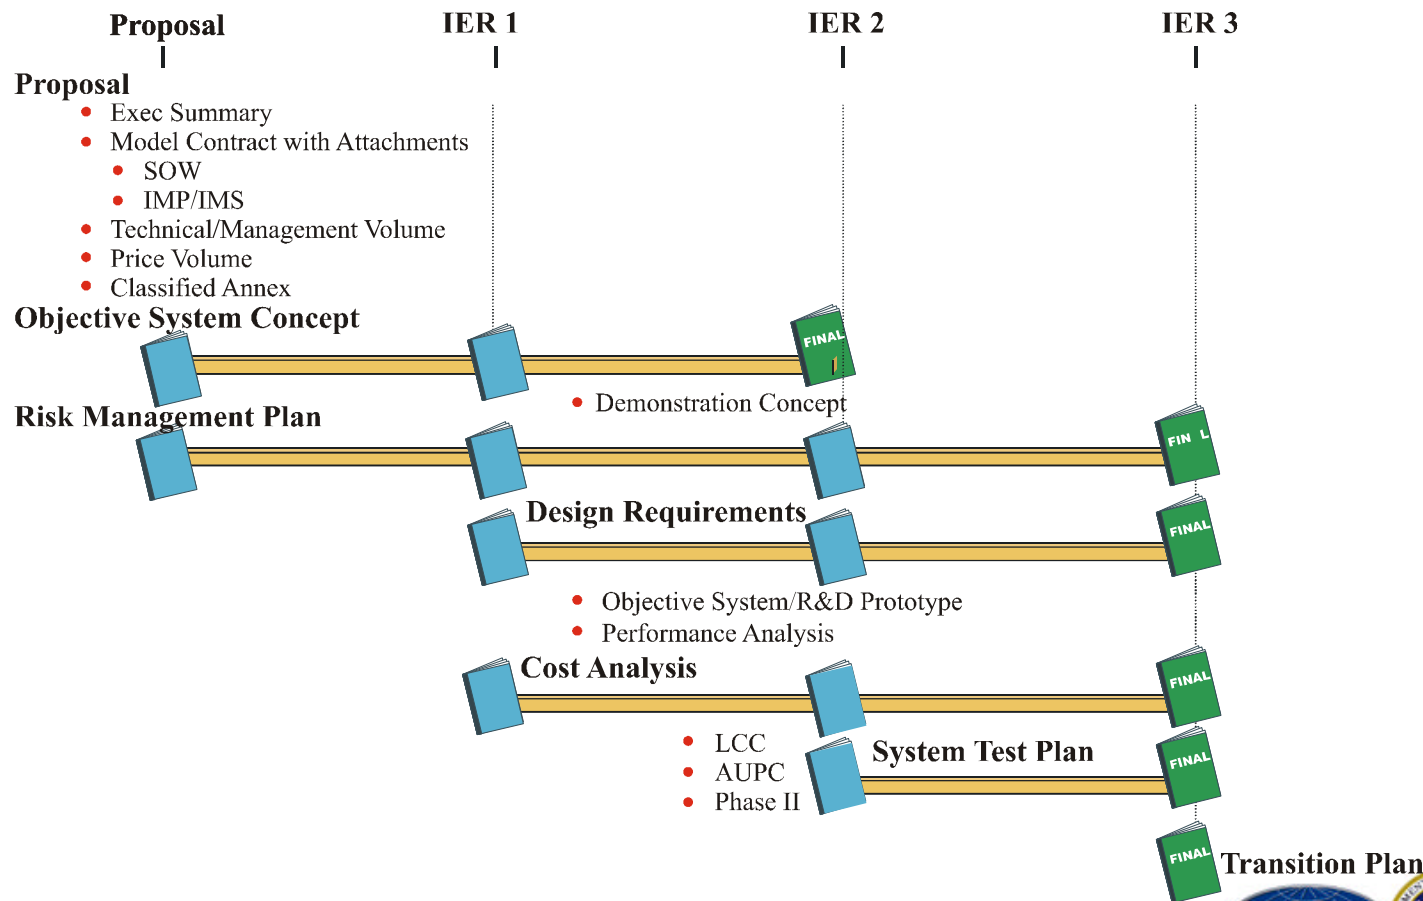 Proposal IER 1 IER 2 IER 3
Proposal
Exec Summary
Model Contract with Attachments
SOW
IMP/IMS
Technical/Management Volume
Price Volume
Classified Annex
Objective System Concept
FINAL
Demonstration Concept
Risk Management Plan
FIN L
Design Requirements
FINAL
Objective System/R&D Prototype
Performance Analysis
Cost Analysis
FINAL
LCC
AUPC
Phase II
System Test Plan
FINAL
FINAL
Transition Plan